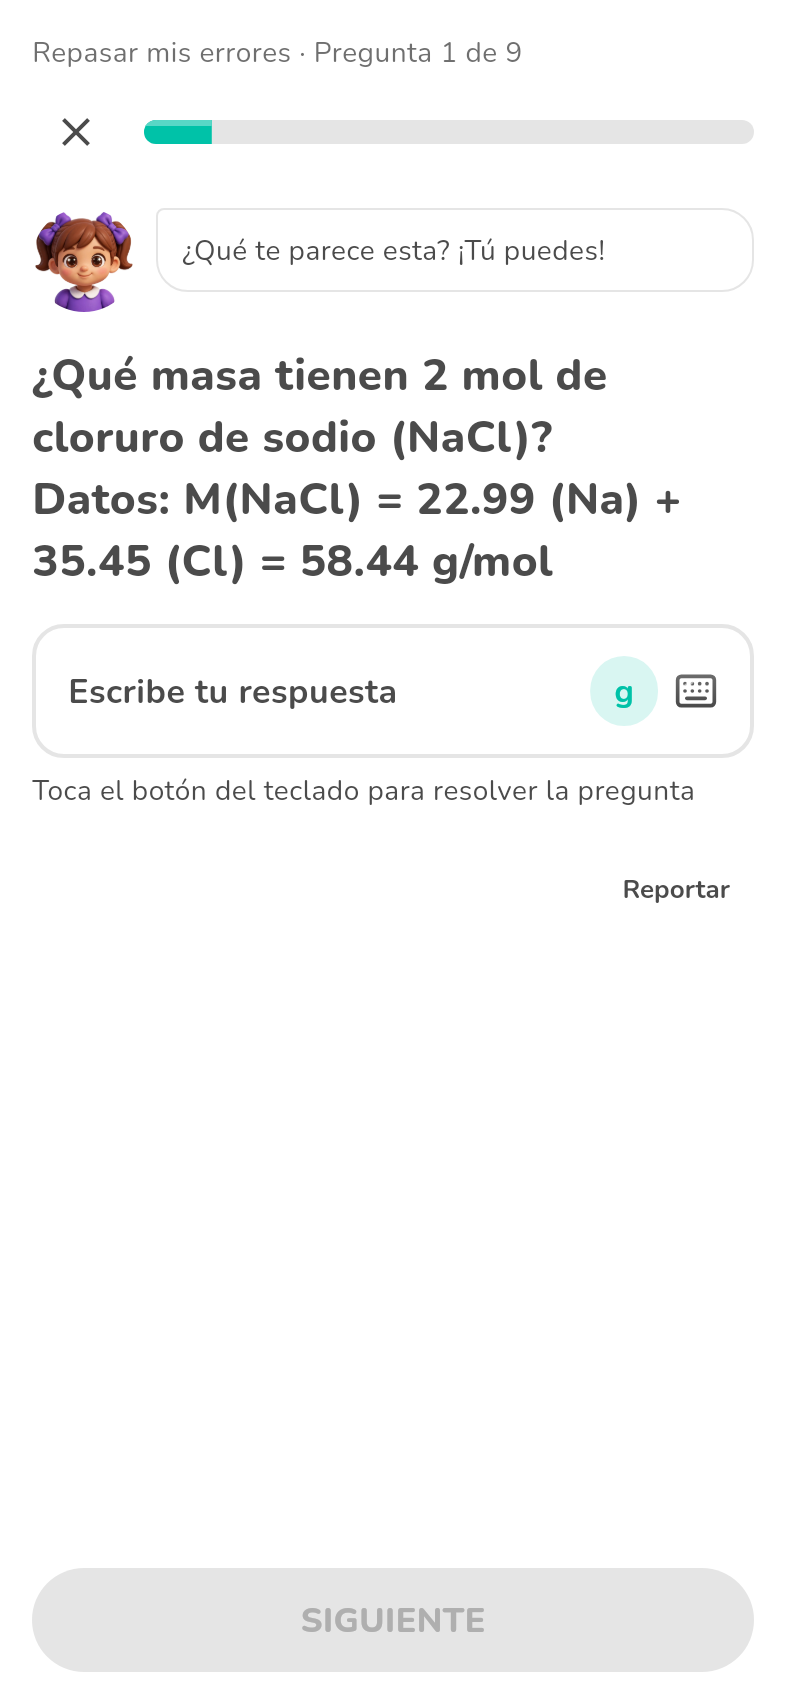 Repasar mis errores · Pregunta 1 de 9
¿Qué te parece esta? ¡Tú puedes!
¿Qué masa tienen 2 mol de
cloruro de sodio (NaCl)?
Datos: M(NaCl) = 22.99 (Na) +
35.45 (Cl) = 58.44 g/mol
Escribe tu respuesta g
Toca el botón del teclado para resolver la pregunta
Reportar
SIGUIENTE